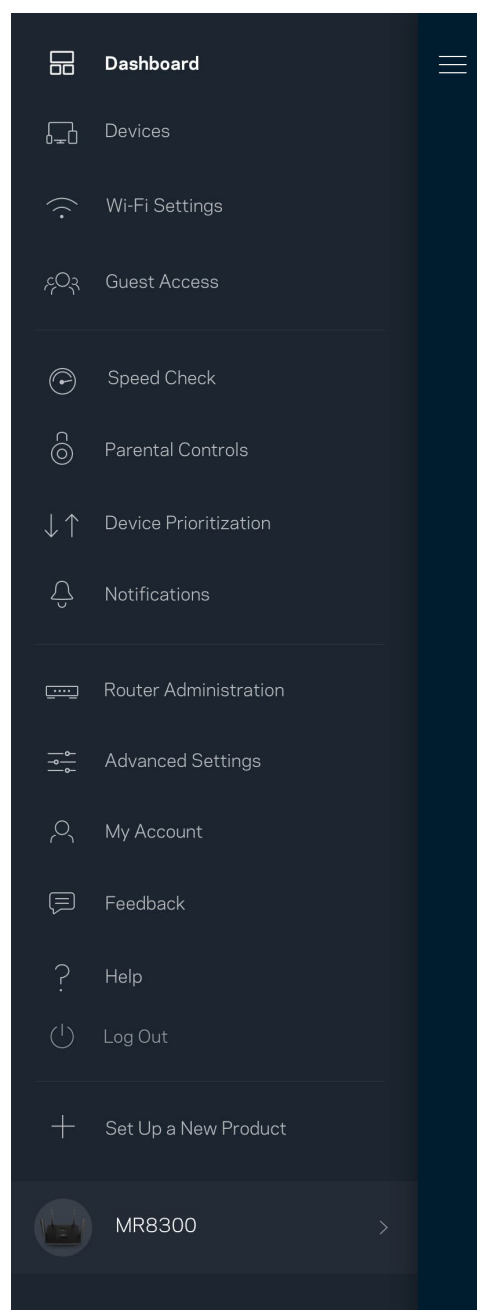 Dashboard
Devices
Wi-Fi Settings
Guest Access
Speed Check
Parental Controls
Device Prioritization
Notifications
Router Administration
Advanced Settings
My Account
Feedback
Help
Log Out
Set Up a New Product
MR8300